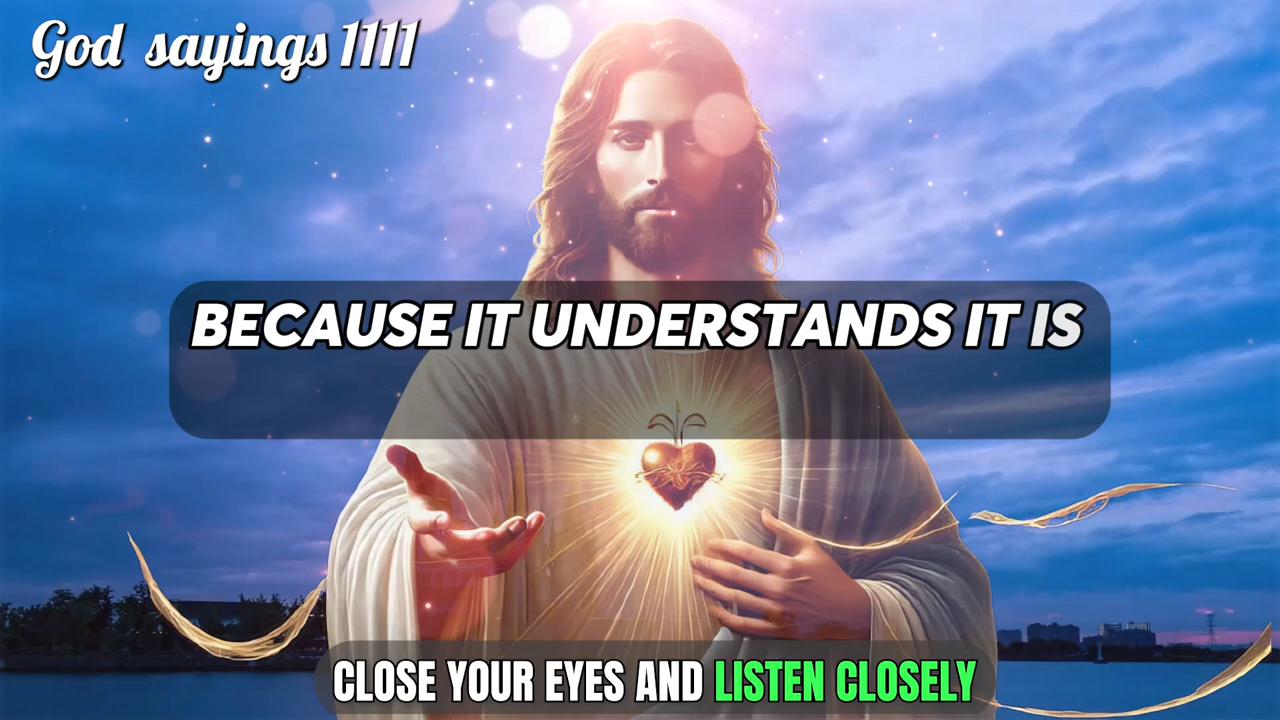 God sayings 1111
BECAUSE IT UNDERSTANDS IT IS
CLOSE YOUR EYES AND LISTEN CLOSELY